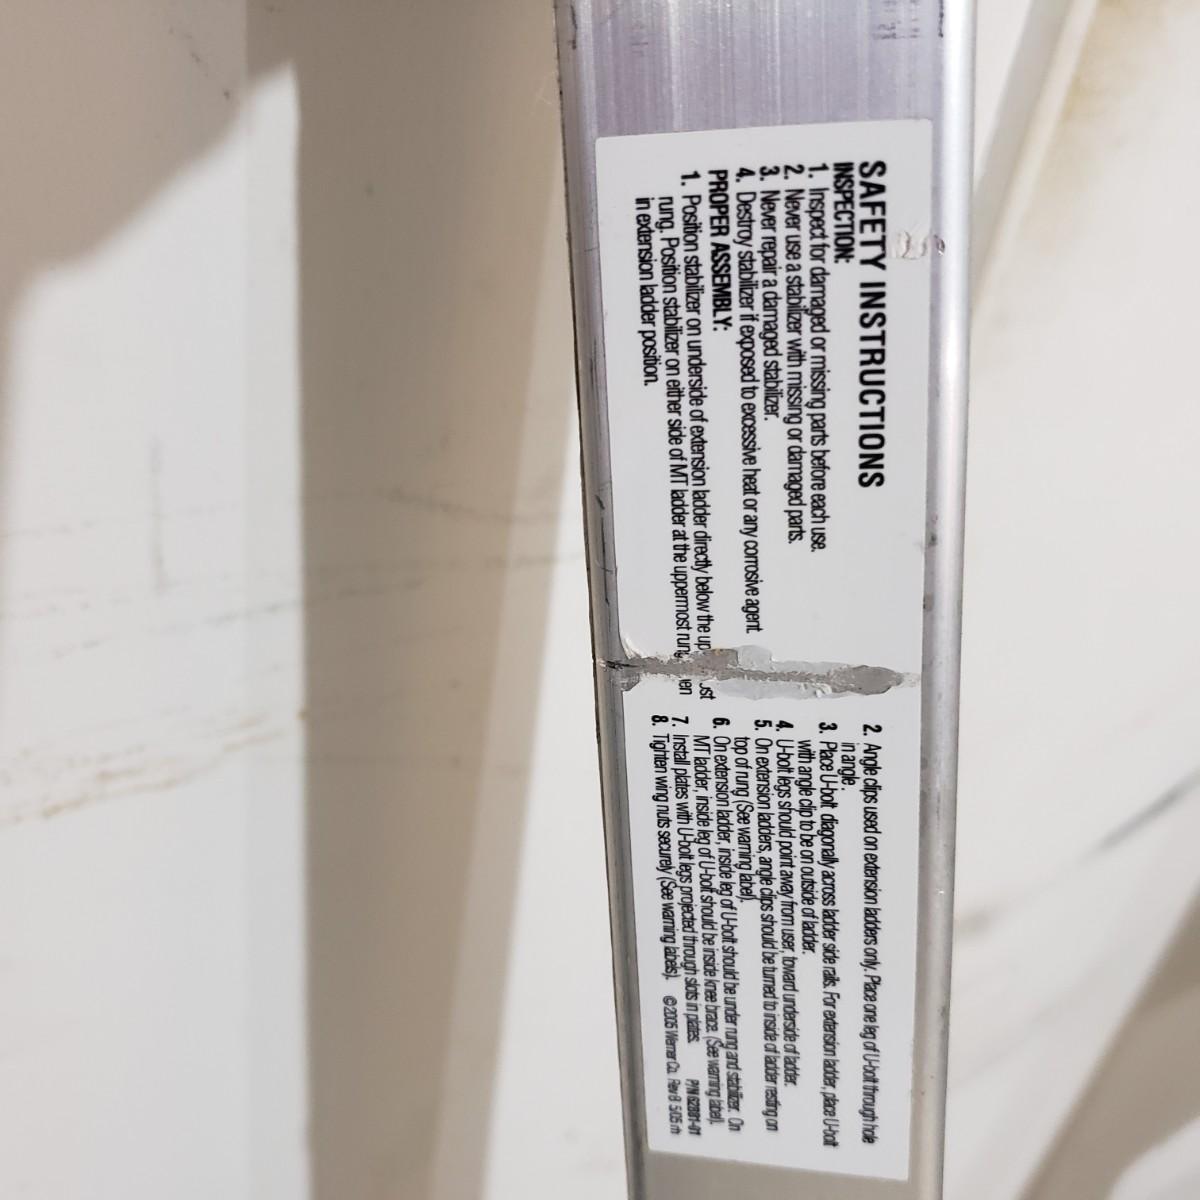 SAFETY INSTRUCTIONS
INSPECTION:
1. Inspect for damaged or missing parts before each use.
2. Never use a stabilizer with missing or damaged parts.
3. Never repair a damaged stabilizer.
4. Destroy stabilizer if exposed to excessive heat or any corrosive agent.
PROPER ASSEMBLY:
1. Position stabilizer on underside of extension ladder directly below the
rung. Position stabilizer on either side of MT ladder at the uppermost rung
in extension ladder position.
2. Angle clips used on extension ladders only. Place one leg of U-bolt through hole
in angle.
3. Place U-bolt diagonally across ladder side rails. For extension ladder, place U-bolt
with angle clip to be on outside of ladder.
4. U-bolt legs should point away from user, toward underside of ladder.
5. On extension ladders, angle clips should be turned to inside of ladder resting on
top of rung (See warning label).
6. On extension ladder, inside leg of U-bolt should be under rung and stabilizer. On
MT ladder, inside leg of U-bolt should be inside knee brace. (See warning label).
7. Install plates with U-bolt legs projected through slots in plates. P/N
8. Tighten wing nuts securely (See warning labels). ©2005 Werner Co. Rev B 5/05